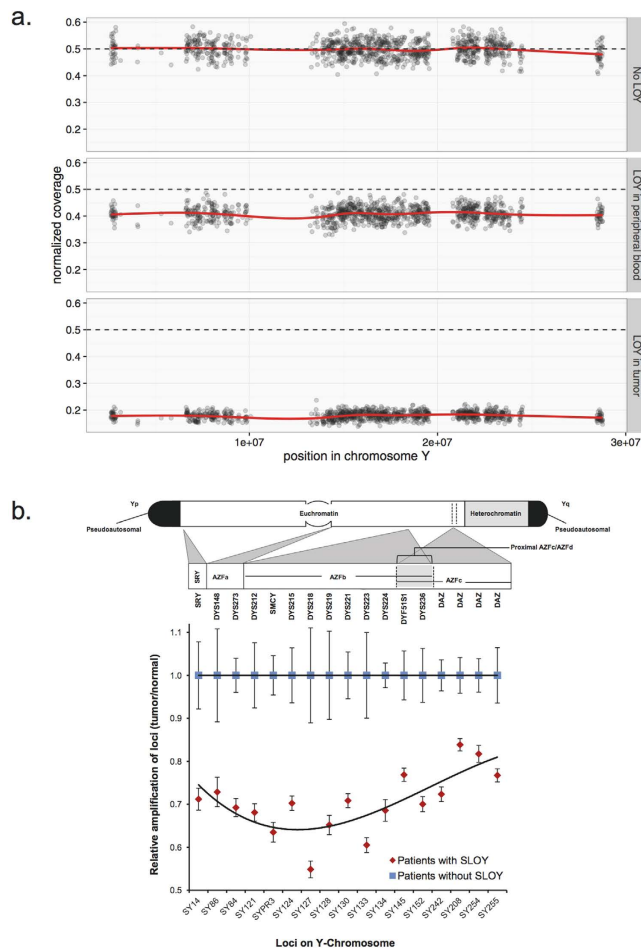 a.
0.6
0.5
0.4
0.3
0.2
No LOY
normalized coverage
0.6
0.5
0.4
0.3
0.2
LOY in peripheral blood
0.6
0.5
0.4
0.3
0.2
LOY in tumor
1e+07
2e+07
3e+07
position in chromosome Y
b.
Yp
Euchromatin
Heterochromatin
Yq
Pseudoautosomal
Pseudoautosomal
Proximal AZFc/AZFd
SRY
AZFa
AZFb
AZFc
SRY
DYS148
DYS273
DYS212
SMCY
DYS215
DYS218
DYS219
DYS221
DYS223
DYS224
DYF51S1
DYS236
DAZ
DAZ
DAZ
DAZ
Relative amplification of loci (tumor/normal)
1.1
1.0
0.9
0.8
0.7
0.6
0.5
Patients with SLOY
Patients without SLOY
SY14
SY86
SY84
SY121
SYPR3
SY124
SY127
SY128
SY130
SY133
SY134
SY145
SY152
SY242
SY208
SY254
SY255
Loci on Y-Chromosome